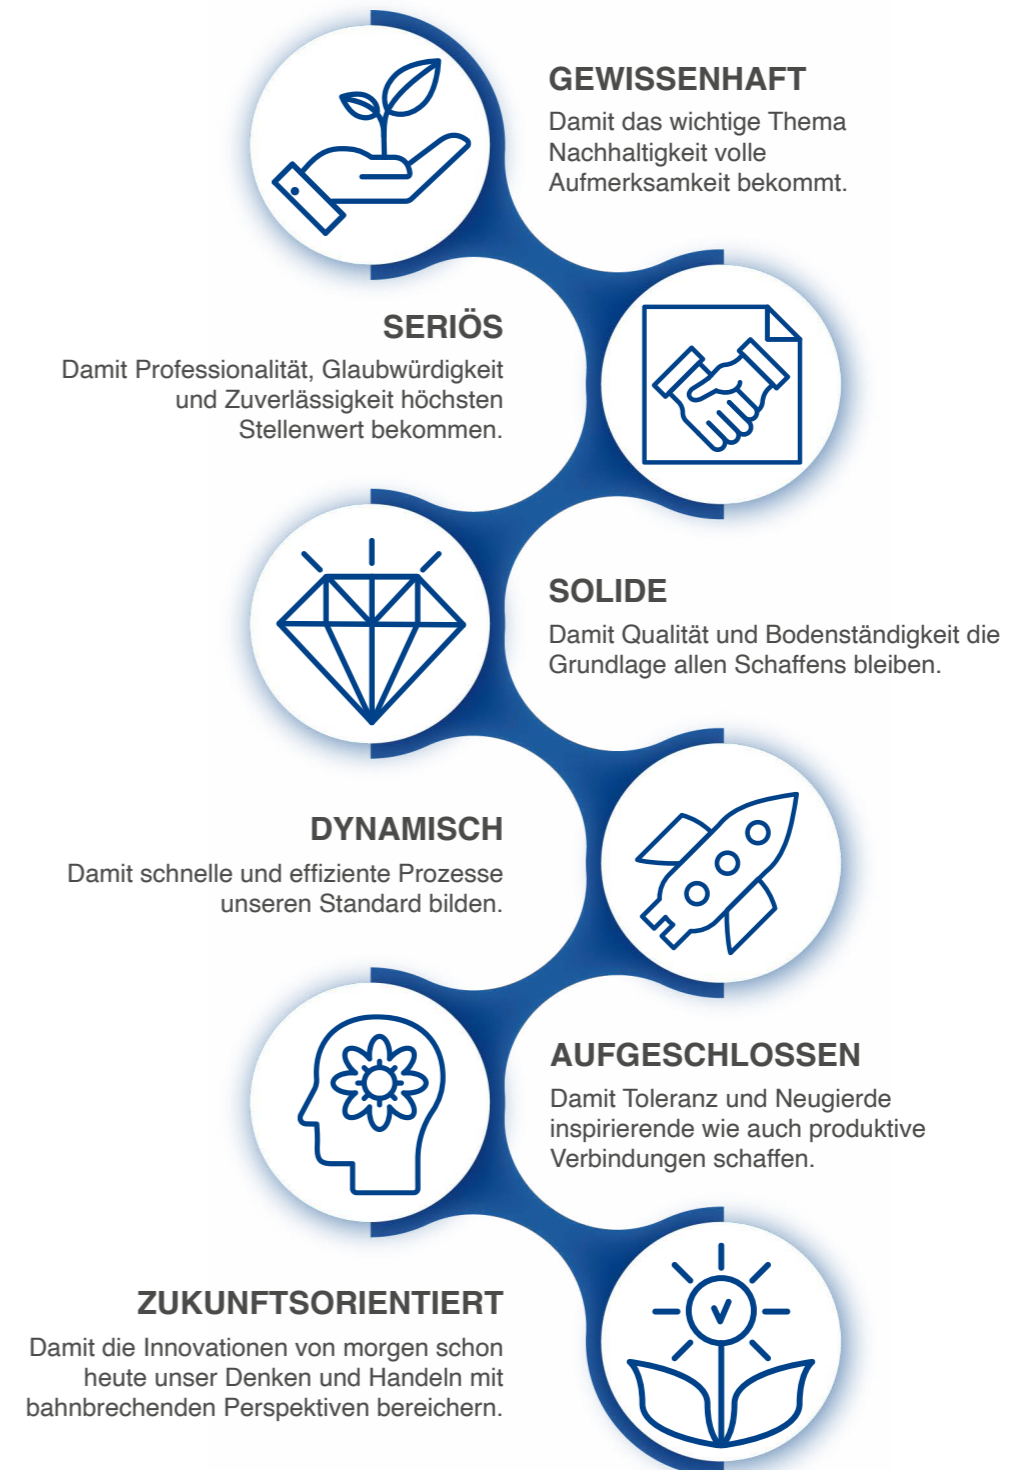 GEWISSENHAFT
Damit das wichtige Thema
Nachhaltigkeit volle
Aufmerksamkeit bekommt.
SERIÖS
Damit Professionalität, Glaubwürdigkeit
und Zuverlässigkeit höchsten
Stellenwert bekommen.
SOLIDE
Damit Qualität und Bodenständigkeit die
Grundlage allen Schaffens bleiben.
DYNAMISCH
Damit schnelle und effiziente Prozesse
unseren Standard bilden.
AUFGESCHLOSSEN
Damit Toleranz und Neugierde
inspirierende wie auch produktive
Verbindungen schaffen.
ZUKUNFTSORIENTIERT
Damit die Innovationen von morgen schon
heute unser Denken und Handeln mit
bahnbrechenden Perspektiven bereichern.